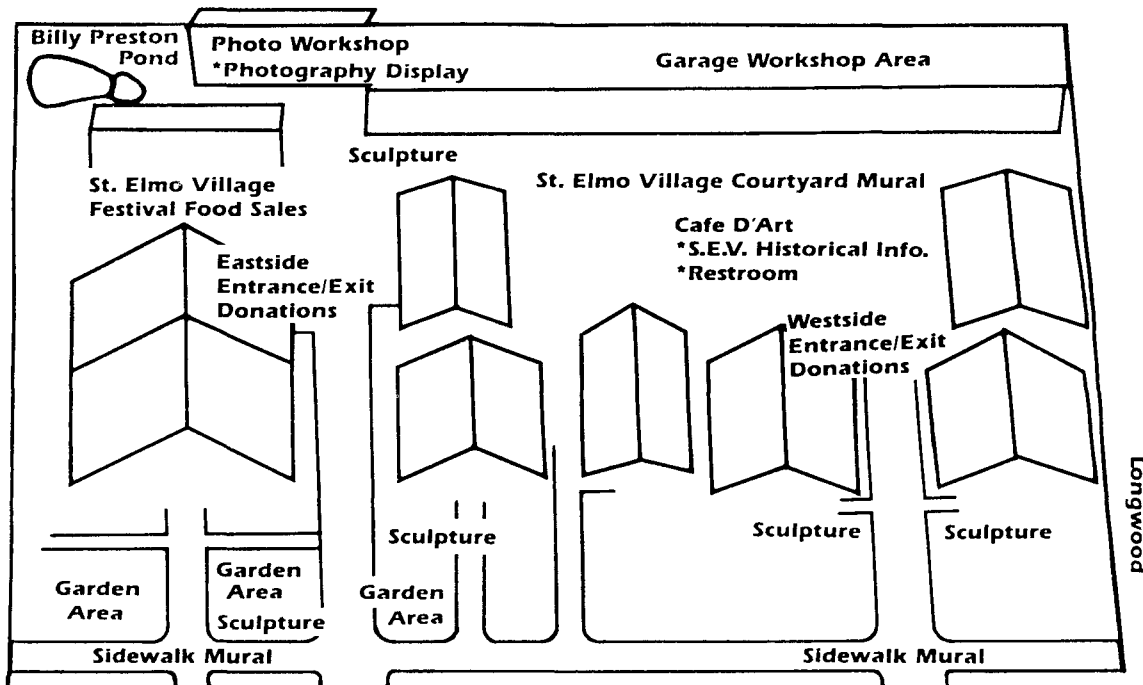 Billy Preston
Pond
Photo Workshop
*Photography Display
Garage Workshop Area
Sculpture
St. Elmo Village
Festival Food Sales
St. Elmo Village Courtyard Mural
Cafe D'Art
*S.E.V. Historical Info.
*Restroom
Eastside
Entrance/Exit
Donations
Westside
Entrance/Exit
Donations
Longwood
Sculpture
Sculpture
Sculpture
Garden
Area
Garden
Area
Sculpture
Garden
Area
Sidewalk Mural
Sidewalk Mural